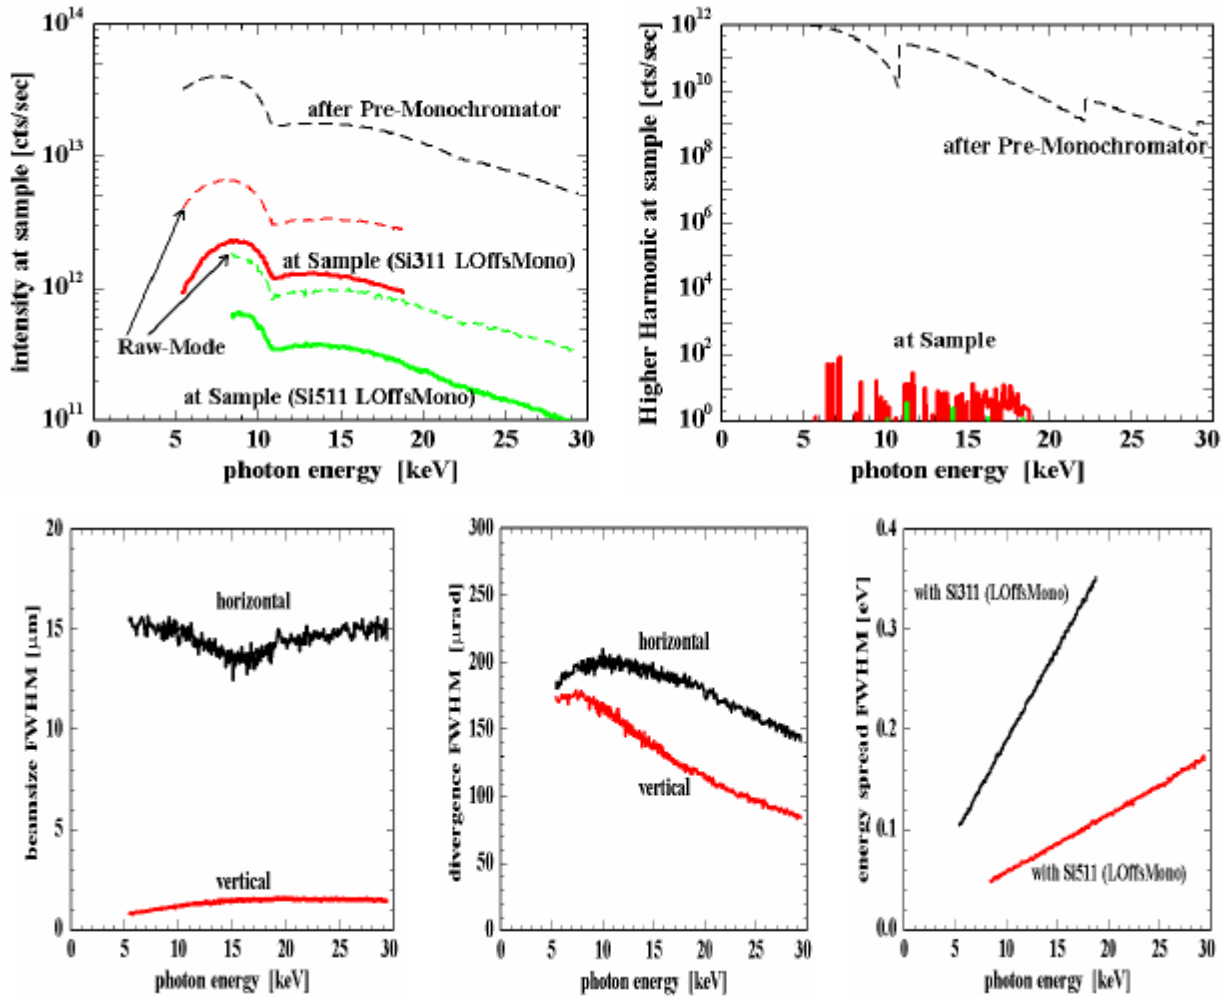 intensity at sample [cts/sec]
10^14
10^13
10^12
10^11
after Pre-Monochromator
at Sample (Si311 LOffsMono)
Raw-Mode
at Sample (Si511 LOffsMono)
0 5 10 15 20 25 30
photon energy [keV]
Higher Harmonic at sample [cts/sec]
10^12
10^10
10^8
10^6
10^4
10^2
10^0
after Pre-Monochromator
at Sample
0 5 10 15 20 25 30
photon energy [keV]
beamsize FWHM [μm]
20
15
10
5
0
horizontal
vertical
0 5 10 15 20 25 30
photon energy [keV]
divergence FWHM [μrad]
300
250
200
150
100
50
0
horizontal
vertical
0 5 10 15 20 25 30
photon energy [keV]
energy spread FWHM [eV]
0.4
0.3
0.2
0.1
0.0
with Si311 (LOffsMono)
with Si511 (LOffsMono)
0 5 10 15 20 25 30
photon energy [keV]